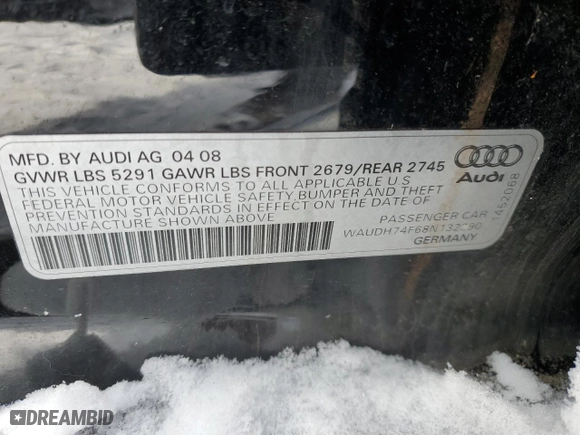 MFD. BY AUDI AG 04 08
GVWR LBS 5291 GAWR LBS FRONT 2679/REAR 2745
THIS VEHICLE CONFORMS TO ALL APPLICABLE U.S
FEDERAL MOTOR VEHICLE SAFETY,BUMPER AND THEFT
PREVENTION STANDARDS IN EFFECT ON THE DATE OF
MANUFACTURE SHOWN ABOVE
Audi
PASSENGER CAR
GERMANY
1452068
DREAMBID